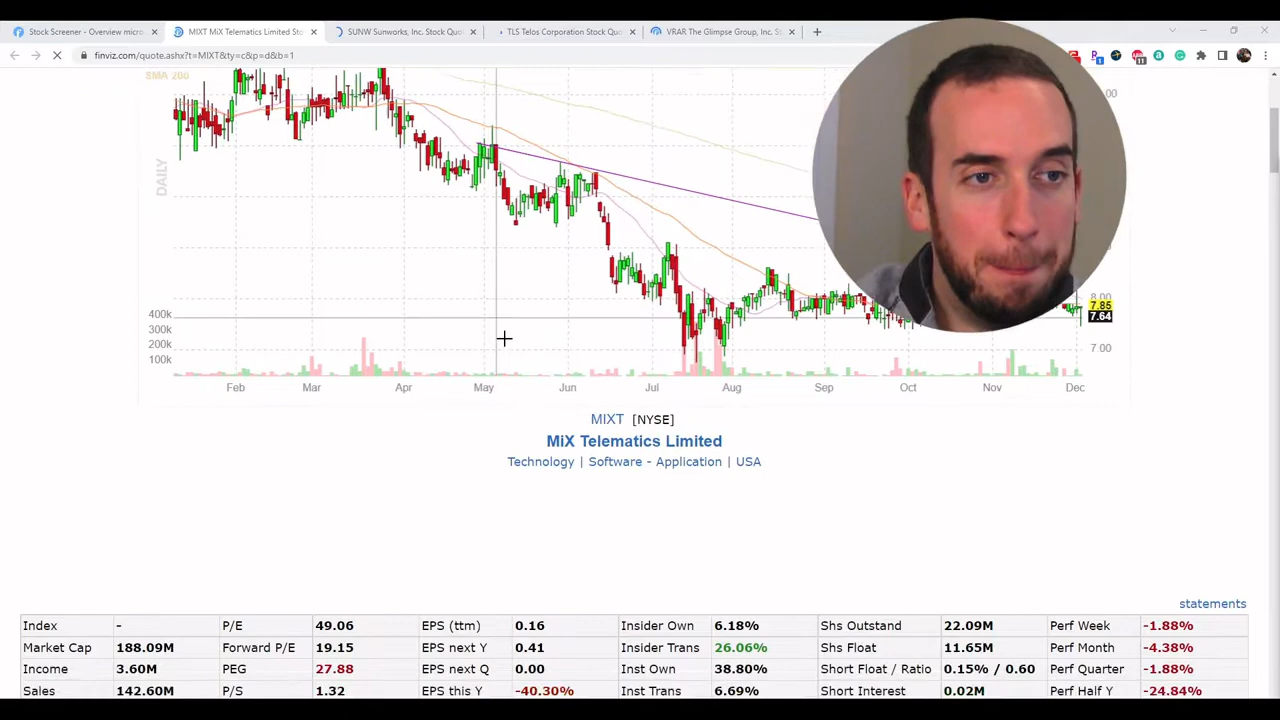 Stock Screener - Overview micro
MIXT MiX Telematics Limited Sto
SUNW Sunworks, Inc. Stock Quot
TLS Telos Corporation Stock Quot
VRAR The Glimpse Group, Inc. St
finviz.com/quote.ashx?t=MIXT&ty=c&p=d&b=1
1
11
SMA 200
DAILY
8.00
7.85
7.64
7.00
400k
300k
200k
100k
Feb Mar Apr May Jun Jul Aug Sep Oct Nov Dec
MIXT [NYSE]
MiX Telematics Limited
Technology | Software - Application | USA
statements
Index - P/E 49.06 EPS (ttm) 0.16 Insider Own 6.18% Shs Outstand 22.09M Perf Week -1.88%
Market Cap 188.09M Forward P/E 19.15 EPS next Y 0.41 Insider Trans 26.06% Shs Float 11.65M Perf Month -4.38%
Income 3.60M PEG 27.88 EPS next Q 0.00 Inst Own 38.80% Short Float / Ratio 0.15% / 0.60 Perf Quarter -1.88%
Sales 142.60M P/S 1.32 EPS this Y -40.30% Inst Trans 6.69% Short Interest 0.02M Perf Half Y -24.84%